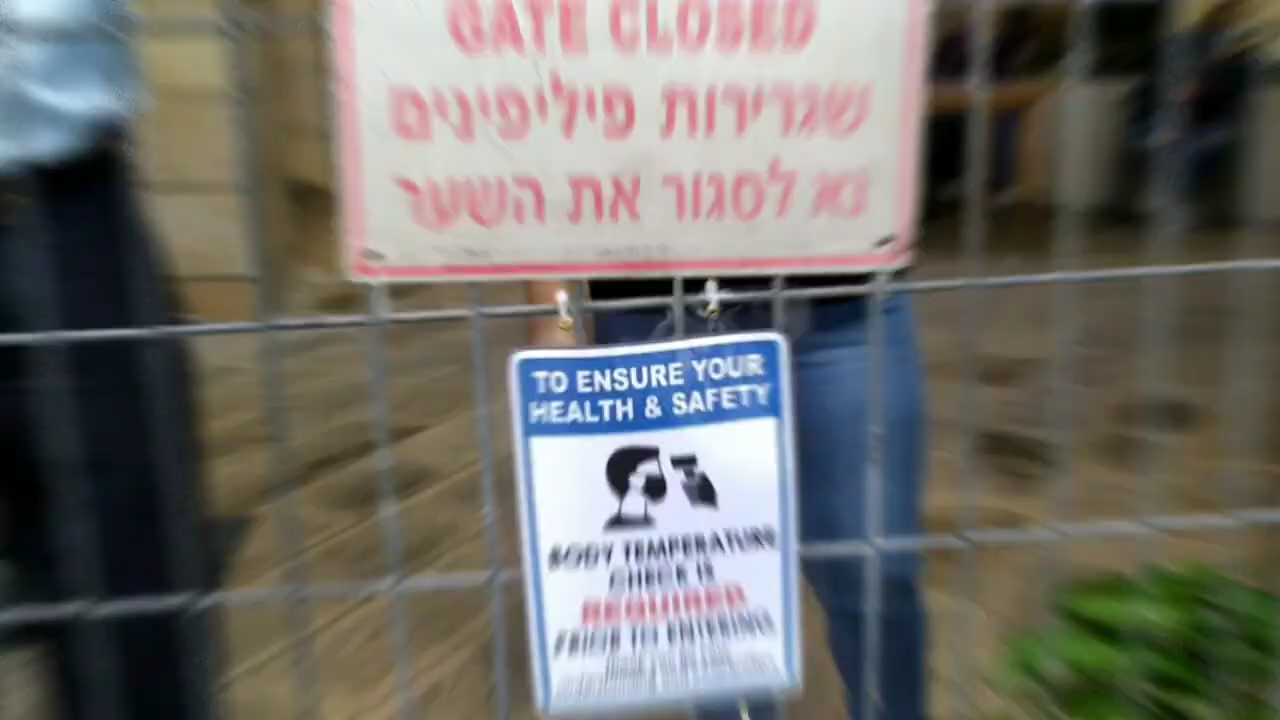 GATE CLOSED
שגרירות פיליפינים
נא לסגור את השער
TO ENSURE YOUR
HEALTH & SAFETY
BODY TEMPERATURE
CHECK IS
REQUIRED
PRIOR TO ENTERING